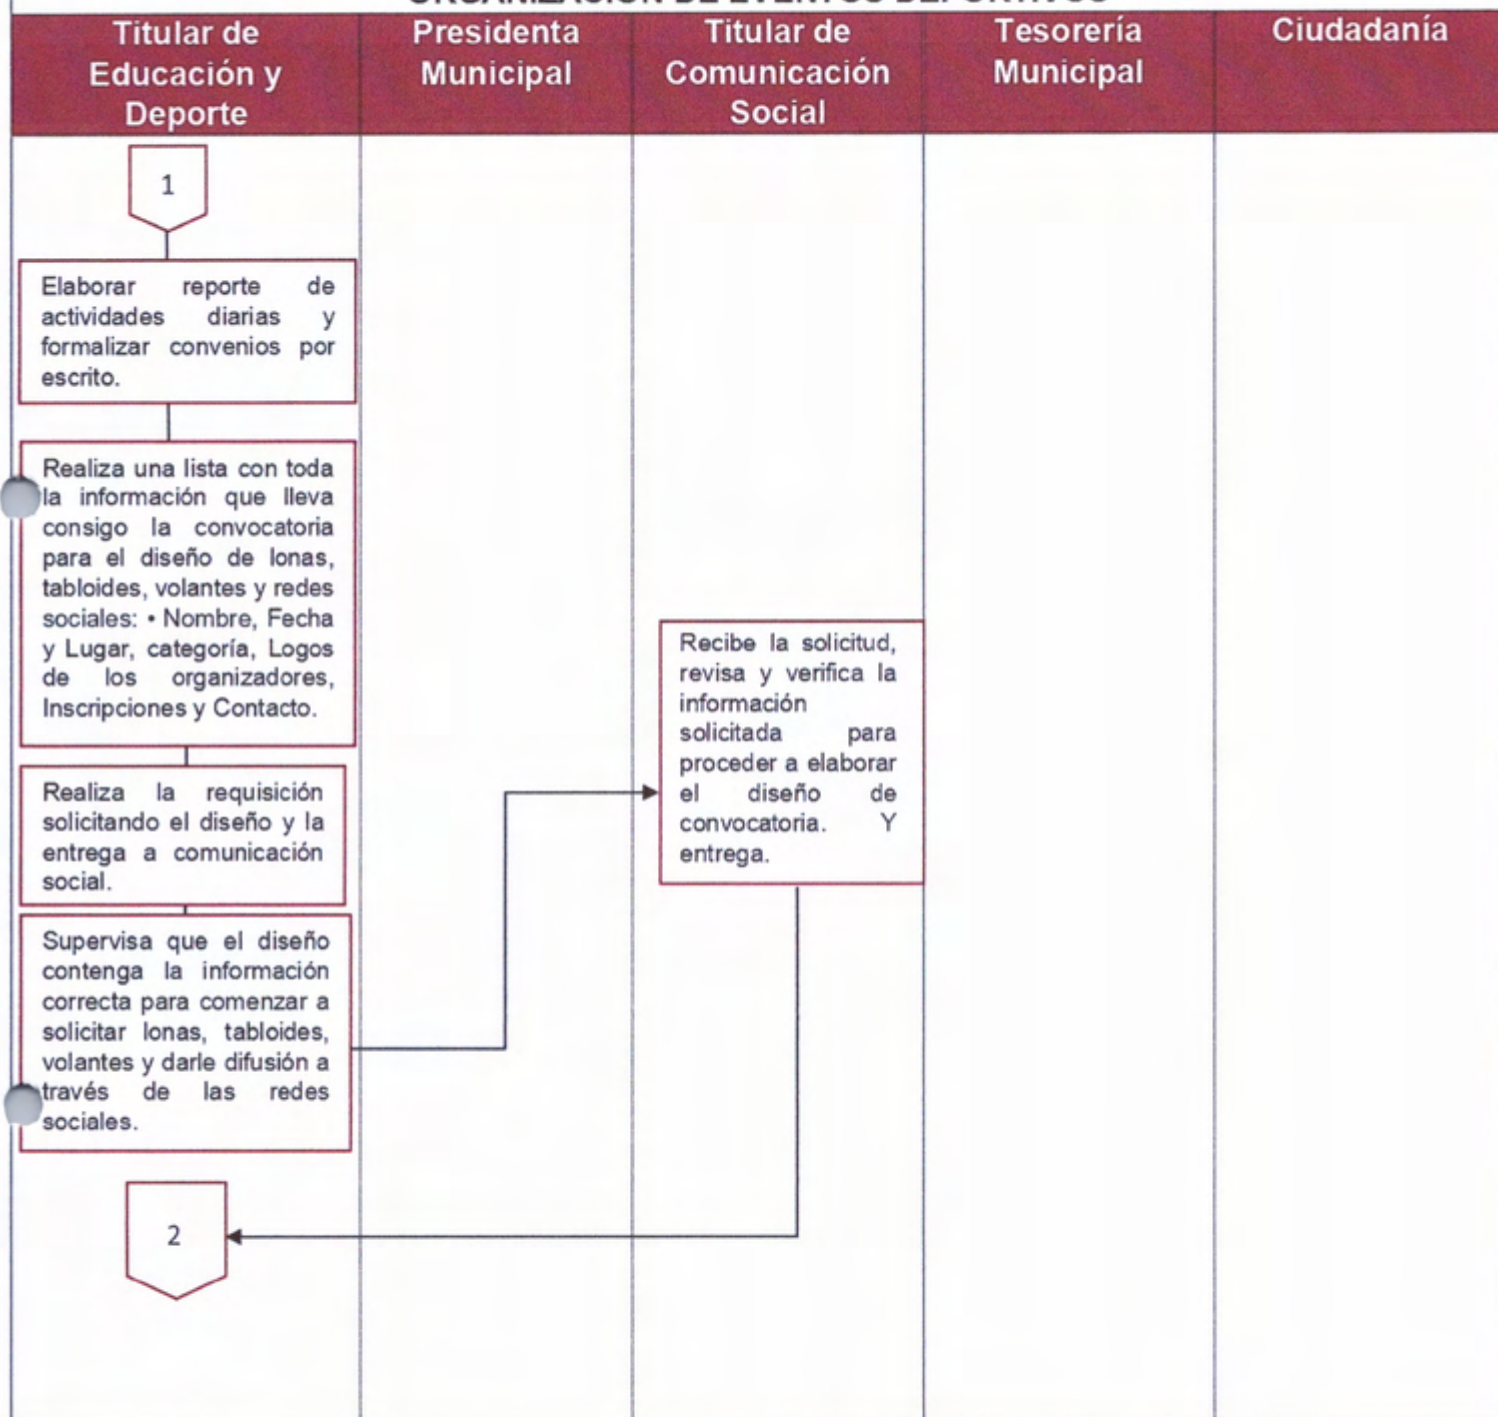 ORGANIZACIÓN DE EVENTOS DEPORTIVOS
Titular de
Educación y
Deporte
Presidenta
Municipal
Titular de
Comunicación
Social
Tesorería
Municipal
Ciudadanía
1
Elaborar reporte de
actividades diarias y
formalizar convenios por
escrito.
Realiza una lista con toda
la información que lleva
consigo la convocatoria
para el diseño de lonas,
tabloides, volantes y redes
sociales: • Nombre, Fecha
y Lugar, categoría, Logos
de los organizadores,
Inscripciones y Contacto.
Realiza la requisición
solicitando el diseño y la
entrega a comunicación
social.
Supervisa que el diseño
contenga la información
correcta para comenzar a
solicitar lonas, tabloides,
volantes y darle difusión a
través de las redes
sociales.
Recibe la solicitud,
revisa y verifica la
información
solicitada para
proceder a elaborar
el diseño de
convocatoria. Y
entrega.
2